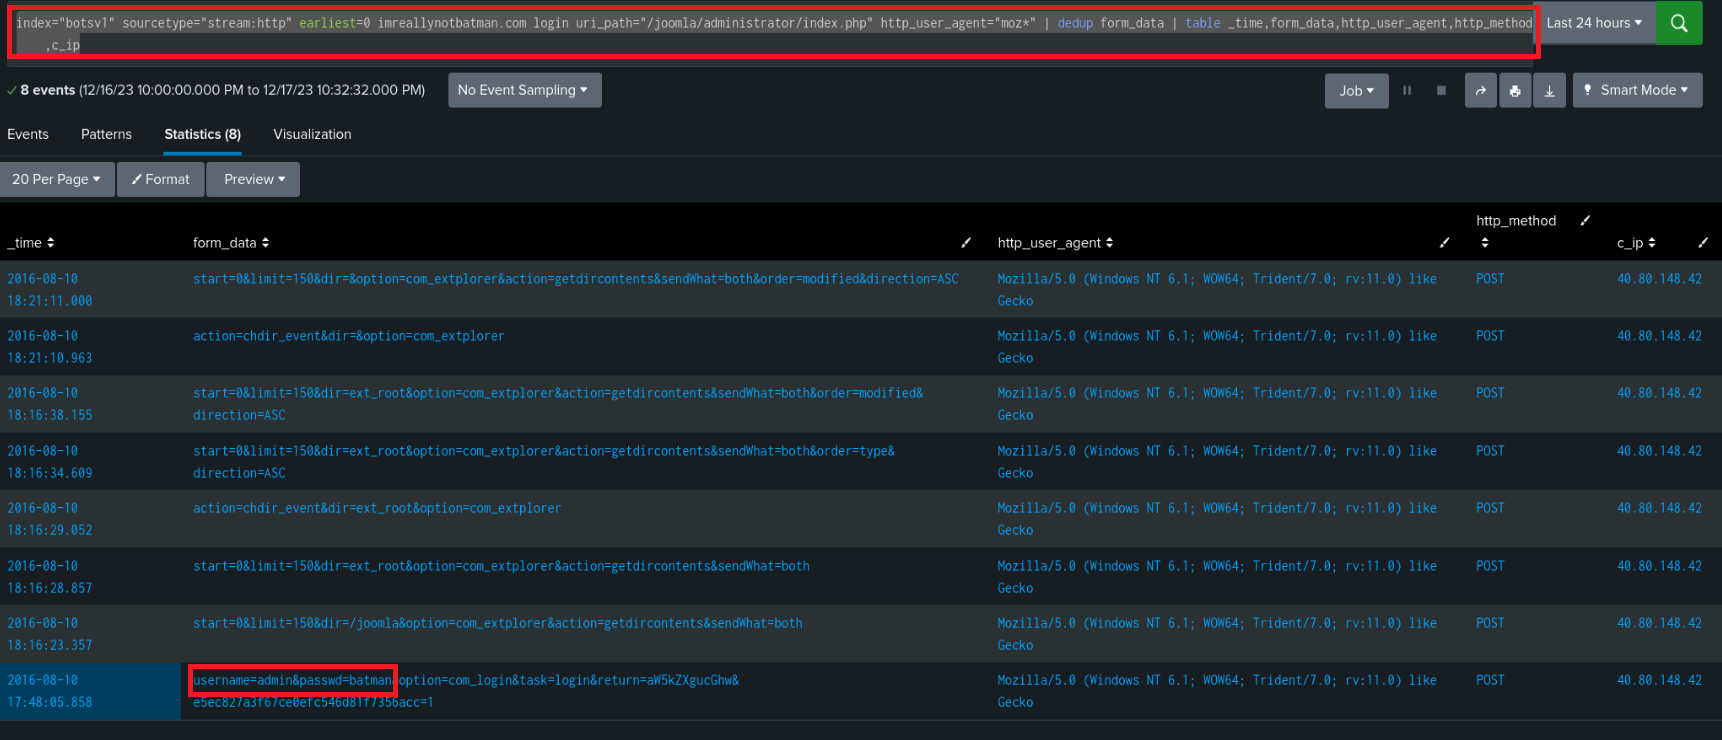 index="botsv1" sourcetype="stream:http" earliest=0 imreallynotbatman.com login uri_path="/joomla/administrator/index.php" http_user_agent="moz*" | dedup form_data | table _time,form_data,http_user_agent,http_method
,c_ip
Last 24 hours
8 events (12/16/23 10:00:00.000 PM to 12/17/23 10:32:32.000 PM)
No Event Sampling
Job
Smart Mode
Events Patterns Statistics (8) Visualization
20 Per Page Format Preview
_time form_data http_user_agent http_method c_ip
2016-08-10 start=0&limit=150&dir=&option=com_extplorer&action=getdircontents&sendWhat=both&order=modified&direction=ASC Mozilla/5.0 (Windows NT 6.1; WOW64; Trident/7.0; rv:11.0) like POST 40.80.148.42
18:21:11.000 Gecko
2016-08-10 action=chdir_event&dir=&option=com_extplorer Mozilla/5.0 (Windows NT 6.1; WOW64; Trident/7.0; rv:11.0) like POST 40.80.148.42
18:21:10.963 Gecko
2016-08-10 start=0&limit=150&dir=ext_root&option=com_extplorer&action=getdircontents&sendWhat=both&order=modified& Mozilla/5.0 (Windows NT 6.1; WOW64; Trident/7.0; rv:11.0) like POST 40.80.148.42
18:16:38.155 direction=ASC Gecko
2016-08-10 start=0&limit=150&dir=ext_root&option=com_extplorer&action=getdircontents&sendWhat=both&order=type& Mozilla/5.0 (Windows NT 6.1; WOW64; Trident/7.0; rv:11.0) like POST 40.80.148.42
18:16:34.609 direction=ASC Gecko
2016-08-10 action=chdir_event&dir=ext_root&option=com_extplorer Mozilla/5.0 (Windows NT 6.1; WOW64; Trident/7.0; rv:11.0) like POST 40.80.148.42
18:16:29.052 Gecko
2016-08-10 start=0&limit=150&dir=ext_root&option=com_extplorer&action=getdircontents&sendWhat=both Mozilla/5.0 (Windows NT 6.1; WOW64; Trident/7.0; rv:11.0) like POST 40.80.148.42
18:16:28.857 Gecko
2016-08-10 start=0&limit=150&dir=/joomla&option=com_extplorer&action=getdircontents&sendWhat=both Mozilla/5.0 (Windows NT 6.1; WOW64; Trident/7.0; rv:11.0) like POST 40.80.148.42
18:16:23.357 Gecko
2016-08-10 username=admin&passwd=batman&option=com_login&task=login&return=aW5kZXgucGhw& Mozilla/5.0 (Windows NT 6.1; WOW64; Trident/7.0; rv:11.0) like POST 40.80.148.42
17:48:05.858 e5ec827a3f67ce0efc546d81f7356acc=1 Gecko